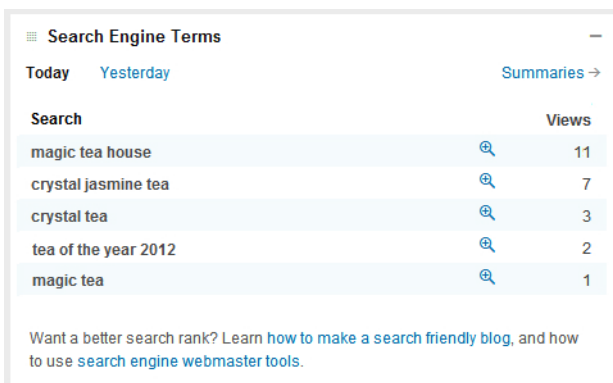 Search Engine Terms
Today Yesterday Summaries →
Search Views
magic tea house 11
crystal jasmine tea 7
crystal tea 3
tea of the year 2012 2
magic tea 1
Want a better search rank? Learn how to make a search friendly blog, and how
to use search engine webmaster tools.